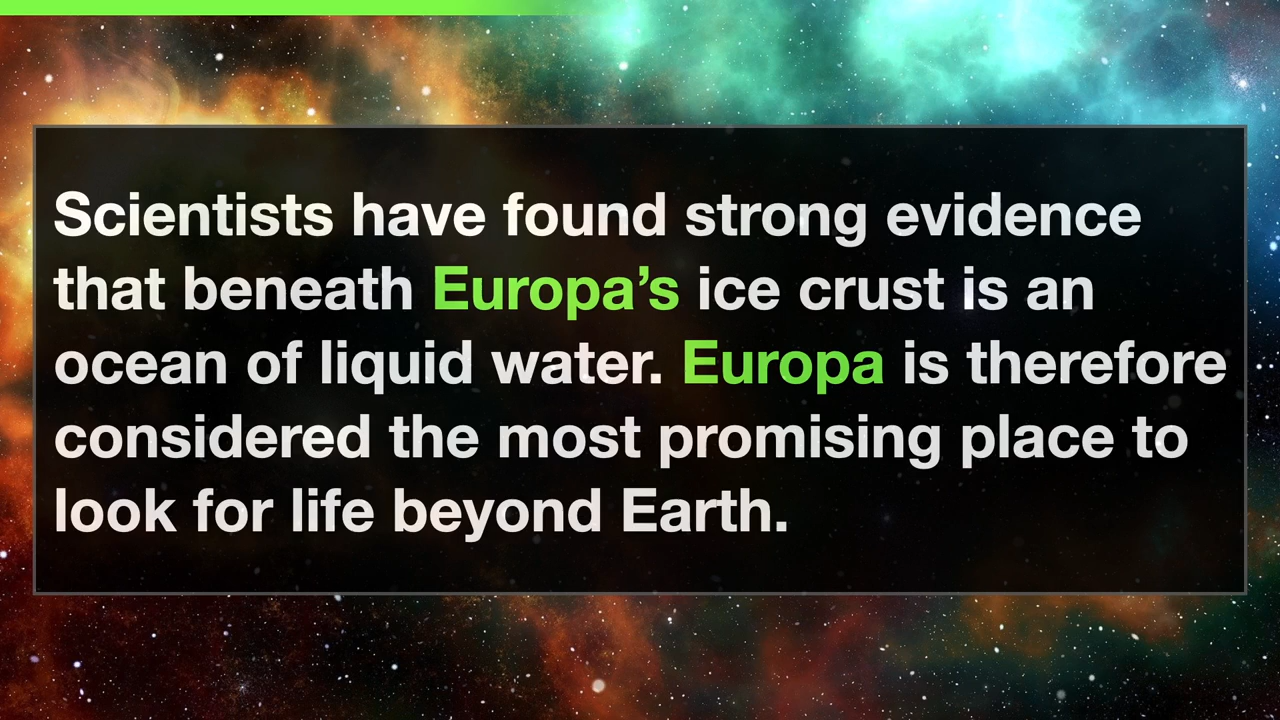 Scientists have found strong evidence
that beneath Europa’s ice crust is an
ocean of liquid water. Europa is therefore
considered the most promising place to
look for life beyond Earth.